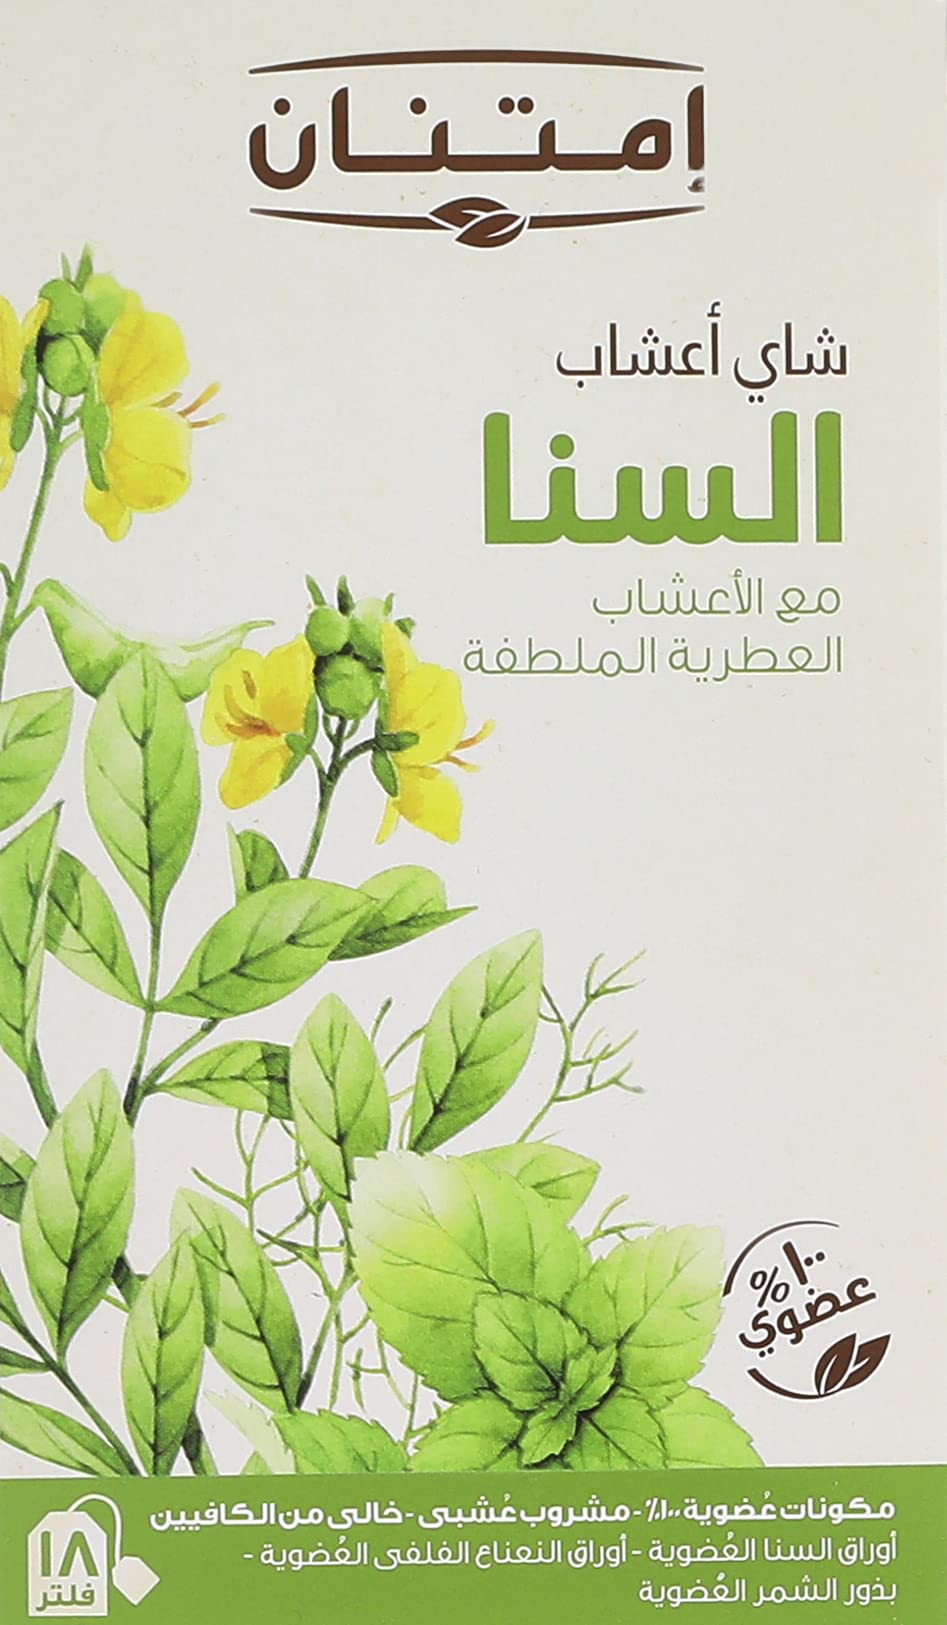 إمتنان
شاي أعشاب
السنا
مع الأعشاب
العطرية الملطفة
١٠٠%
عضوي
مكونات عُضوية ١٠٠٪ - مشروب عُشبى - خالى من الكافيين
أوراق السنا العُضوية - أوراق النعناع الفلفى العُضوية -
بذور الشمر العُضوية
١٨
فلتر